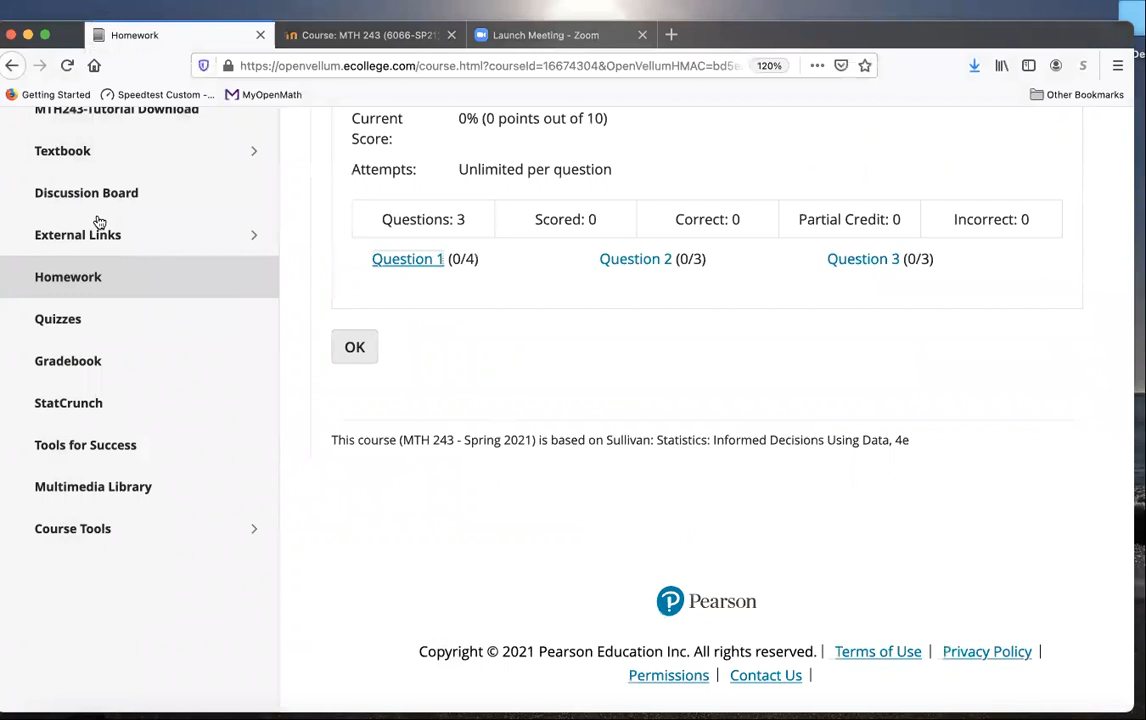 Homework
Course: MTH 243 (6066-SP21
Launch Meeting - Zoom
https://openvellum.ecollege.com/course.html?courseId=16674304&OpenVellumHMAC=bd5e
120%
Getting Started
Speedtest Custom -...
MyOpenMath
Other Bookmarks
MTH243-Tutorial Download
Textbook
Discussion Board
External Links
Homework
Quizzes
Gradebook
StatCrunch
Tools for Success
Multimedia Library
Course Tools
Current Score:
0% (0 points out of 10)
Attempts:
Unlimited per question
Questions: 3
Scored: 0
Correct: 0
Partial Credit: 0
Incorrect: 0
Question 1 (0/4)
Question 2 (0/3)
Question 3 (0/3)
OK
This course (MTH 243 - Spring 2021) is based on Sullivan: Statistics: Informed Decisions Using Data, 4e
Pearson
Copyright © 2021 Pearson Education Inc. All rights reserved. | Terms of Use | Privacy Policy |
Permissions | Contact Us |